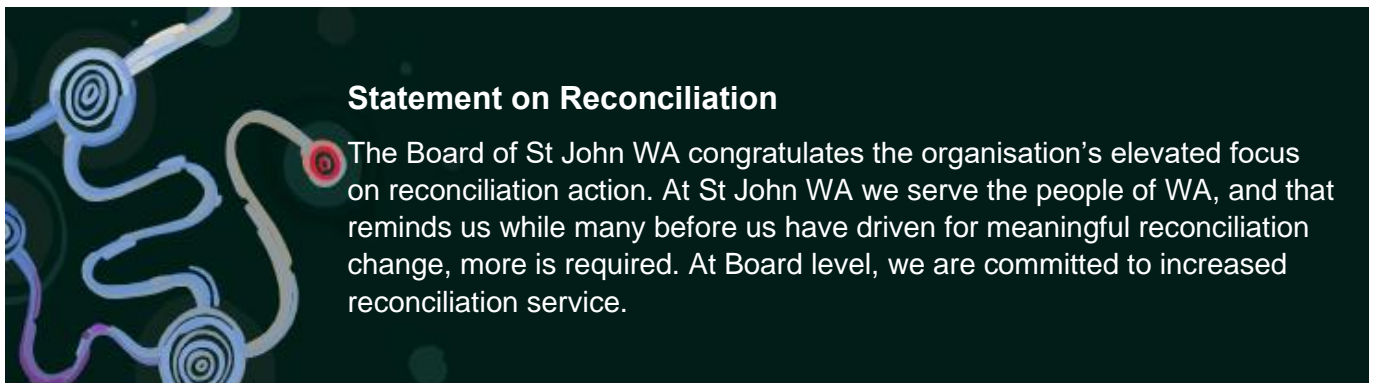 Statement on Reconciliation
The Board of St John WA congratulates the organisation’s elevated focus
on reconciliation action. At St John WA we serve the people of WA, and that
reminds us while many before us have driven for meaningful reconciliation
change, more is required. At Board level, we are committed to increased
reconciliation service.